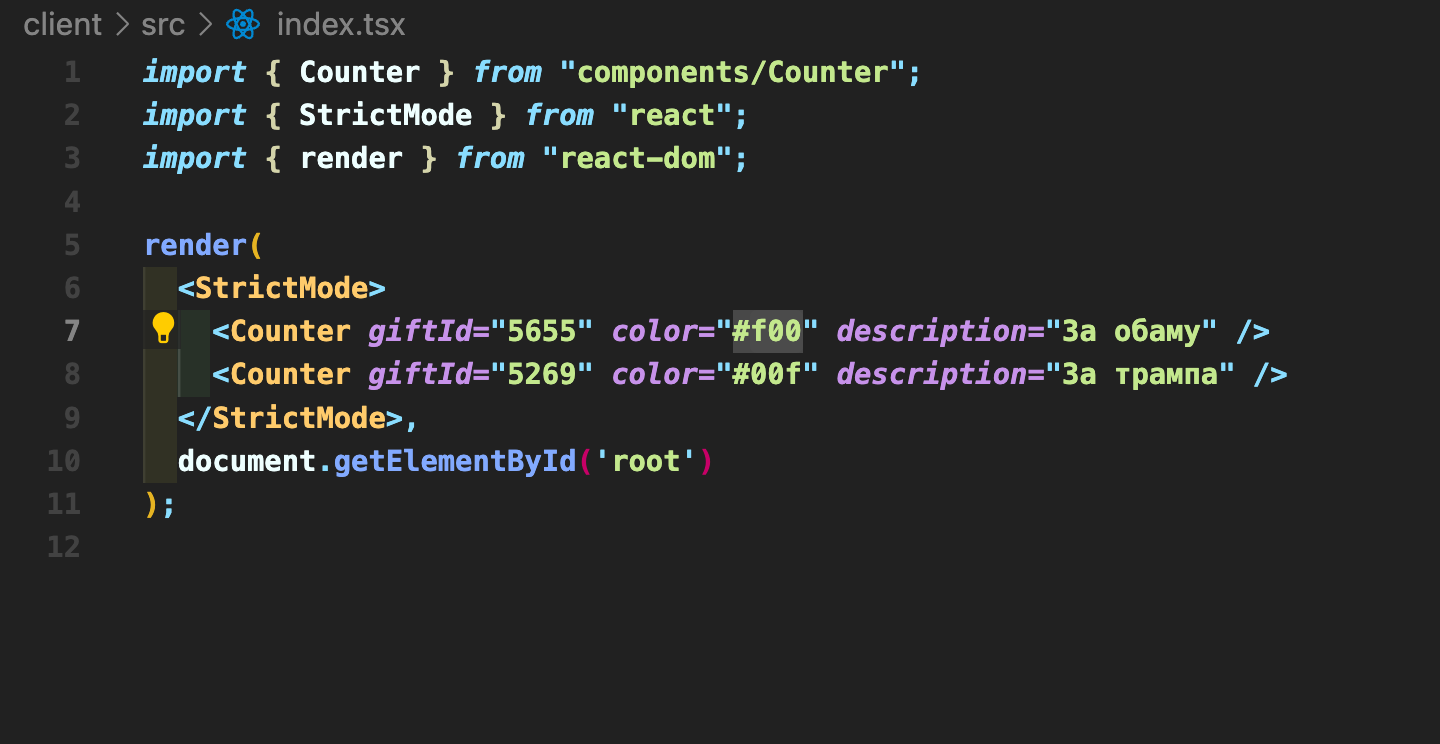 client > src > index.tsx
1 import { Counter } from "components/Counter";
2 import { StrictMode } from "react";
3 import { render } from "react-dom";
4
5 render(
6 <StrictMode>
7 <Counter giftId="5655" color="#f00" description="За обаму" />
8 <Counter giftId="5269" color="#00f" description="За трампа" />
9 </StrictMode>,
10 document.getElementById('root')
11 );
12